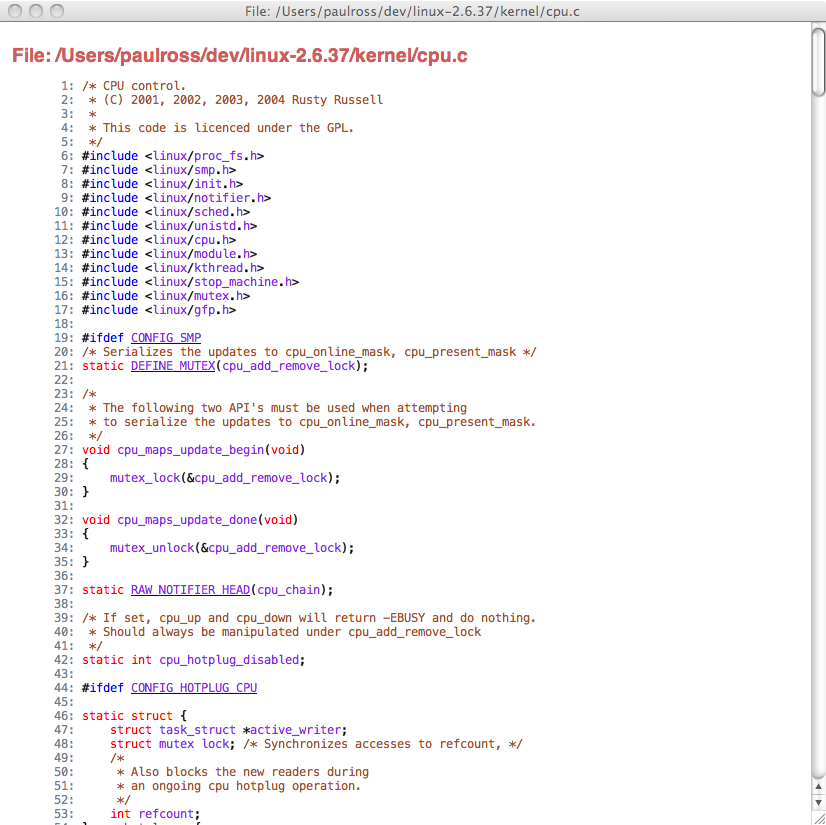 File: /Users/paulross/dev/linux-2.6.37/kernel/cpu.c
File: /Users/paulross/dev/linux-2.6.37/kernel/cpu.c
1: /* CPU control.
2:  * (C) 2001, 2002, 2003, 2004 Rusty Russell
3:  *
4:  * This code is licenced under the GPL.
5:  */
6: #include <linux/proc_fs.h>
7: #include <linux/smp.h>
8: #include <linux/init.h>
9: #include <linux/notifier.h>
10: #include <linux/sched.h>
11: #include <linux/unistd.h>
12: #include <linux/cpu.h>
13: #include <linux/module.h>
14: #include <linux/kthread.h>
15: #include <linux/stop_machine.h>
16: #include <linux/mutex.h>
17: #include <linux/gfp.h>
18:
19: #ifdef CONFIG_SMP
20: /* Serializes the updates to cpu_online_mask, cpu_present_mask */
21: static DEFINE_MUTEX(cpu_add_remove_lock);
22:
23: /*
24:  * The following two API's must be used when attempting
25:  * to serialize the updates to cpu_online_mask, cpu_present_mask.
26:  */
27: void cpu_maps_update_begin(void)
28: {
29:     mutex_lock(&cpu_add_remove_lock);
30: }
31:
32: void cpu_maps_update_done(void)
33: {
34:     mutex_unlock(&cpu_add_remove_lock);
35: }
36:
37: static RAW_NOTIFIER_HEAD(cpu_chain);
38:
39: /* If set, cpu_up and cpu_down will return -EBUSY and do nothing.
40:  * Should always be manipulated under cpu_add_remove_lock
41:  */
42: static int cpu_hotplug_disabled;
43:
44: #ifdef CONFIG_HOTPLUG_CPU
45:
46: static struct {
47:     struct task_struct *active_writer;
48:     struct mutex lock; /* Synchronizes accesses to refcount, */
49:     /*
50:      * Also blocks the new readers during
51:      * an ongoing cpu hotplug operation.
52:      */
53:     int refcount;